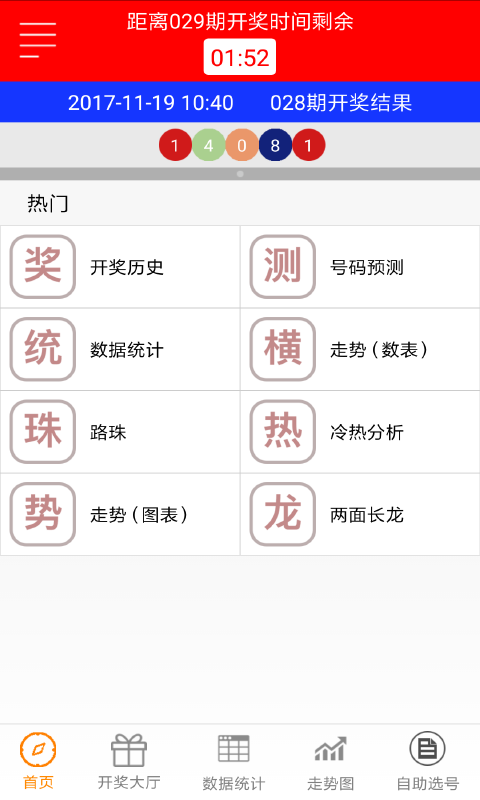 距离029期开奖时间剩余
01:52
2017-11-19 10:40 028期开奖结果
1 4 0 8 1
热门
奖 开奖历史
测 号码预测
统 数据统计
横 走势(数表)
珠 路珠
热 冷热分析
势 走势(图表)
龙 两面长龙
首页 开奖大厅 数据统计 走势图 自助选号